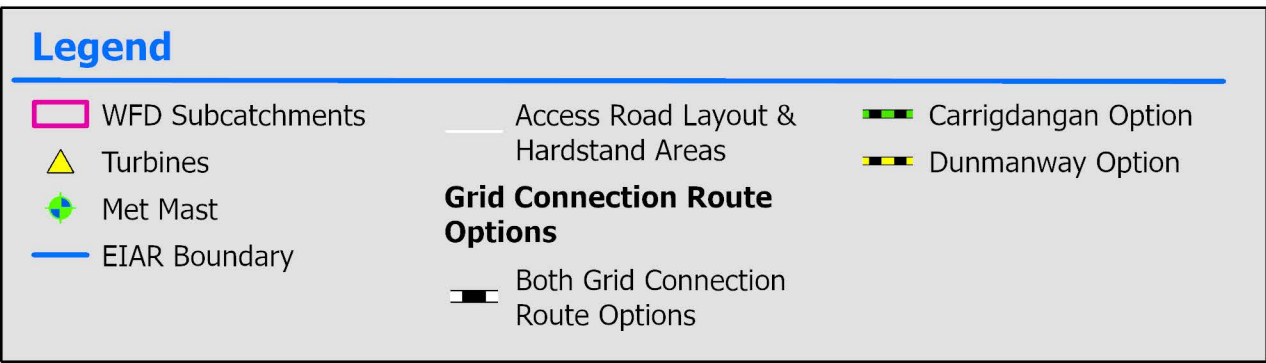 Legend
WFD Subcatchments
Turbines
Met Mast
EIAR Boundary
Access Road Layout &
Hardstand Areas
Grid Connection Route
Options
Both Grid Connection
Route Options
Carrigdangan Option
Dunmanway Option